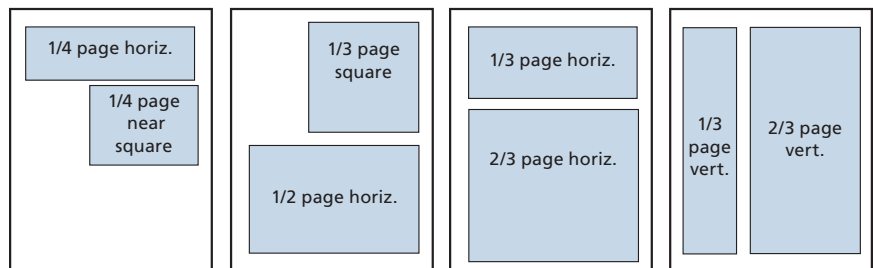 1/4 page horiz.
1/4 page
near
square
1/3 page
square
1/2 page horiz.
1/3 page horiz.
2/3 page horiz.
1/3
page
vert.
2/3 page
vert.